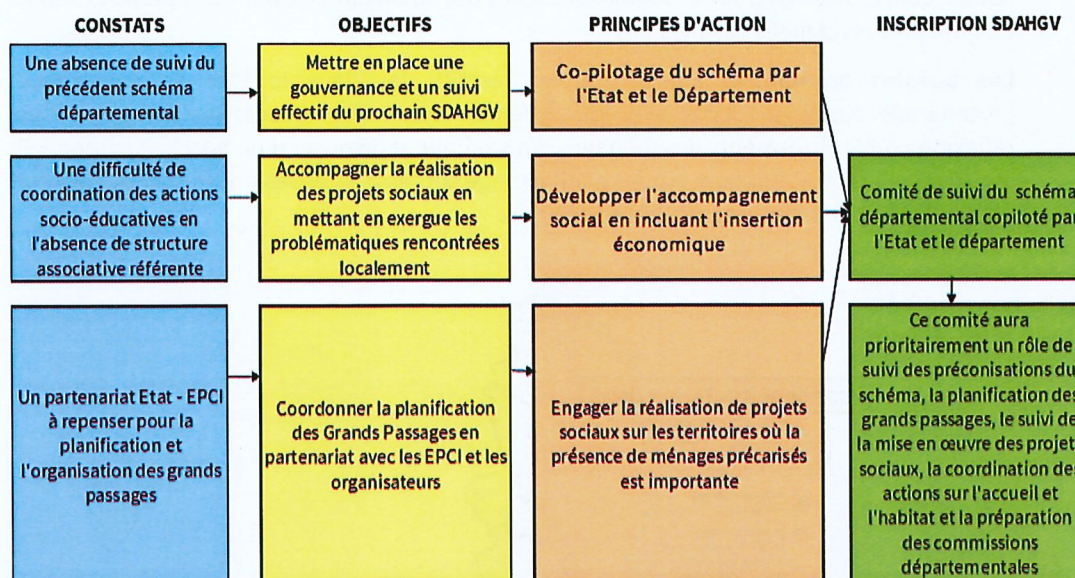 CONSTATS
OBJECTIFS
PRINCIPES D'ACTION
INSCRIPTION SDAHGV
Une absence de suivi du
précédent schéma
départemental
Mettre en place une
gouvernance et un suivi
effectif du prochain SDAHGV
Co-pilotage du schéma par
l'Etat et le Département
Une difficulté de
coordination des actions
socio-éducatives en
l'absence de structure
associative référente
Accompagner la réalisation
des projets sociaux en
mettant en exergue les
problématiques rencontrées
localement
Développer l'accompagnement
social en incluant l'insertion
économique
Comité de suivi du schéma
départemental copiloté par
l'Etat et le département
Un partenariat Etat - EPCI
à repenser pour la
planification et
l'organisation des grands
passages
Coordonner la planification
des Grands Passages en
partenariat avec les EPCI et les
organisateurs
Engager la réalisation de projets
sociaux sur les territoires où la
présence de ménages précarisés
est importante
Ce comité aura
prioritairement un rôle de
suivi des préconisations du
schéma, la planification des
grands passages, le suivi de
la mise en œuvre des projets
sociaux, la coordination des
actions sur l'accueil et
l'habitat et la préparation
des commissions
départementales